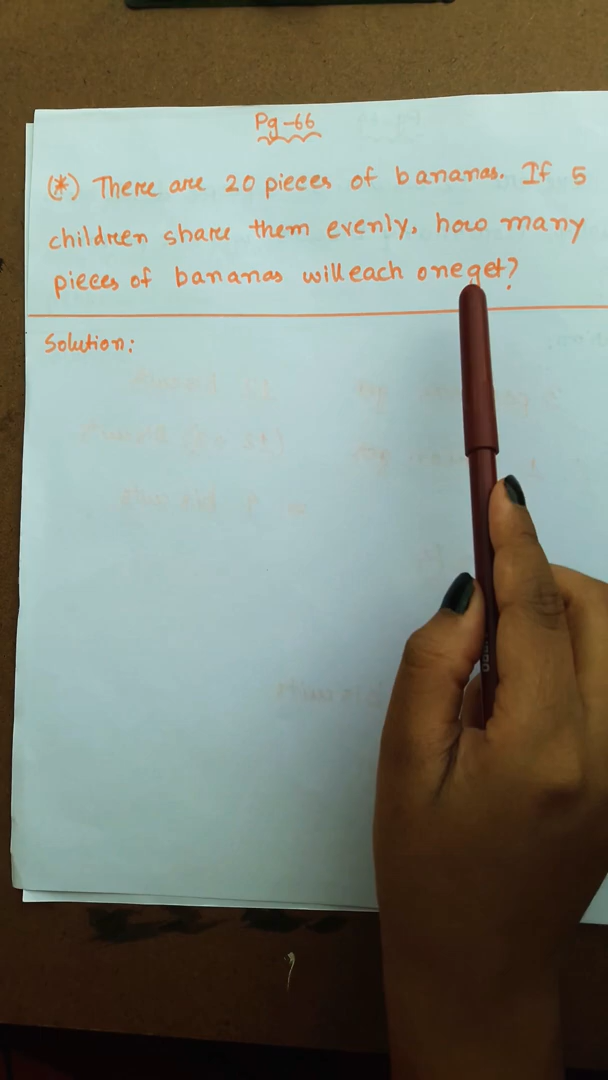 Pg-66
(*) There are 20 pieces of bananas. If 5
children share them evenly, how many
pieces of bananas will each one get?
Solution: